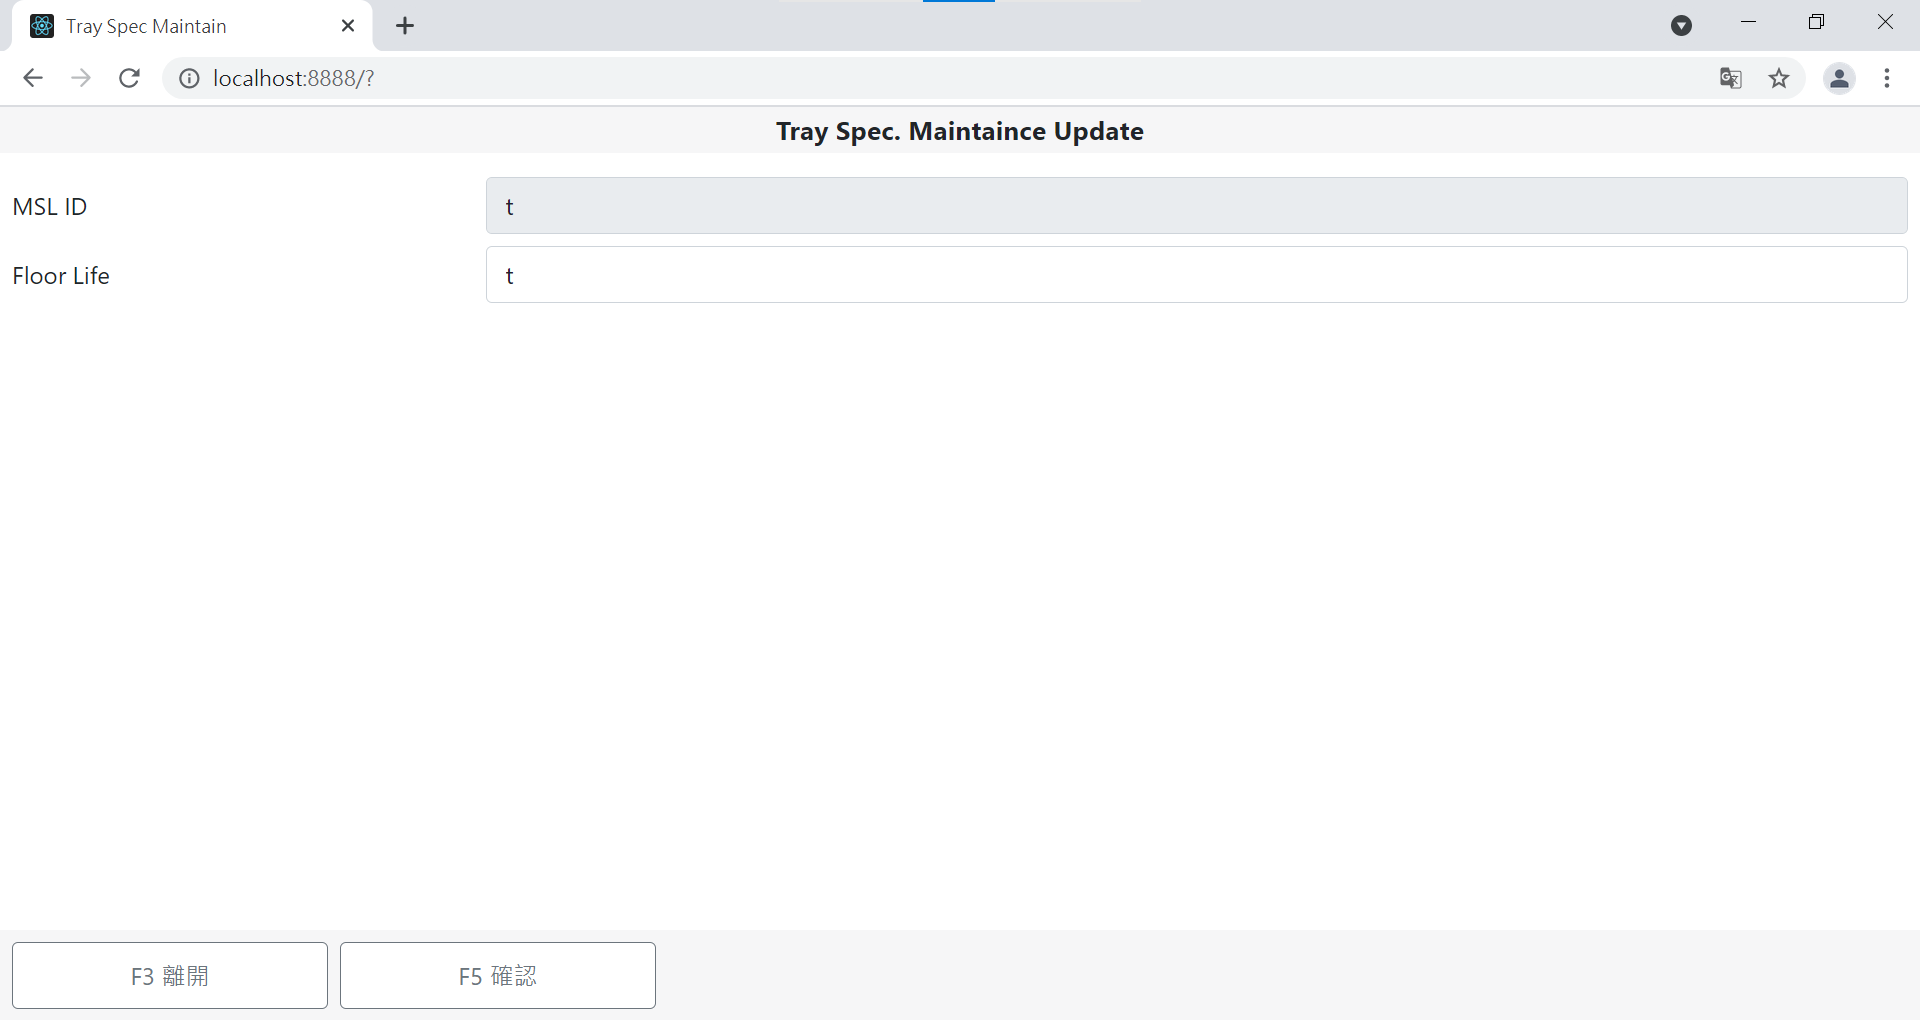 Tray Spec Maintain
localhost:8888/?
Tray Spec. Maintaince Update
MSL ID
t
Floor Life
t
F3 離開
F5 確認